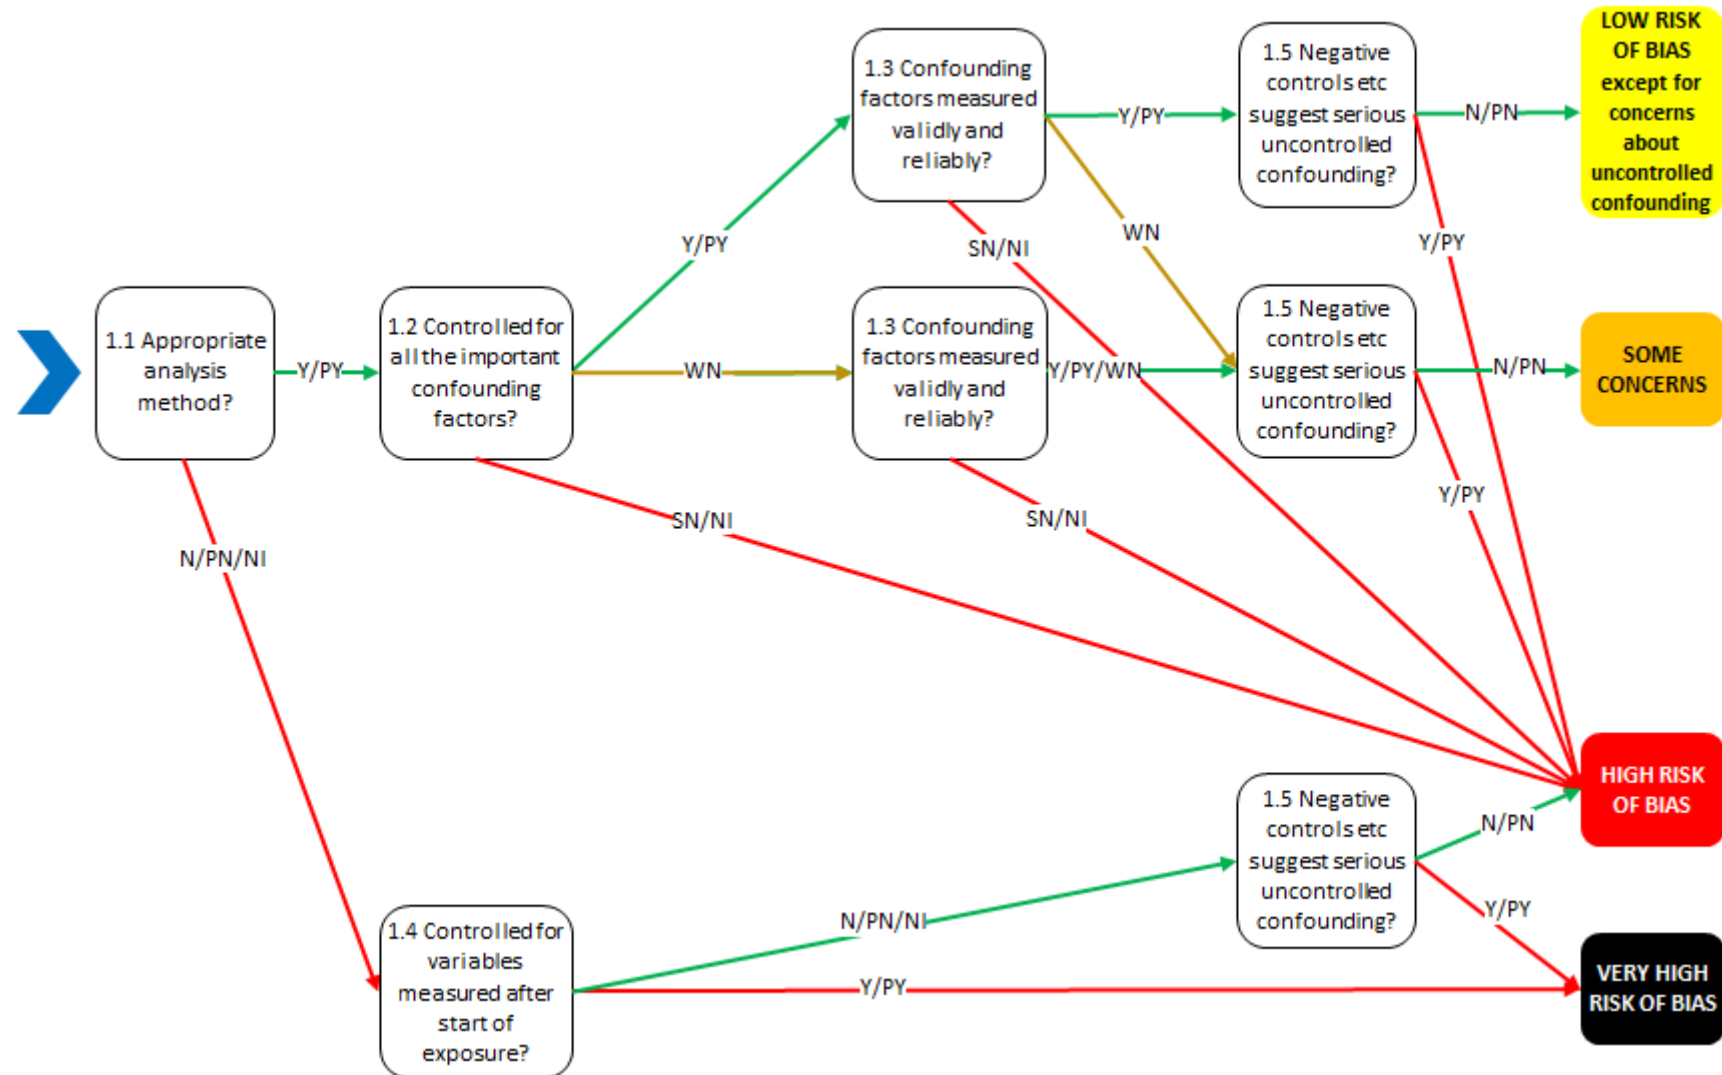 1.1 Appropriate
analysis
method?
Y/PY
N/PN/NI
1.2 Controlled for
all the important
confounding
factors?
Y/PY
WN
SN/NI
1.3 Confounding
factors measured
validly and
reliably?
Y/PY
WN
SN/NI
1.3 Confounding
factors measured
validly and
reliably?
Y/PY/WN
SN/NI
1.5 Negative
controls etc
suggest serious
uncontrolled
confounding?
N/PN
Y/PY
1.5 Negative
controls etc
suggest serious
uncontrolled
confounding?
N/PN
Y/PY
LOW RISK
OF BIAS
except for
concerns
about
uncontrolled
confounding
SOME
CONCERNS
1.4 Controlled for
variables
measured after
start of
exposure?
N/PN/NI
Y/PY
1.5 Negative
controls etc
suggest serious
uncontrolled
confounding?
N/PN
Y/PY
HIGH RISK
OF BIAS
VERY HIGH
RISK OF BIAS